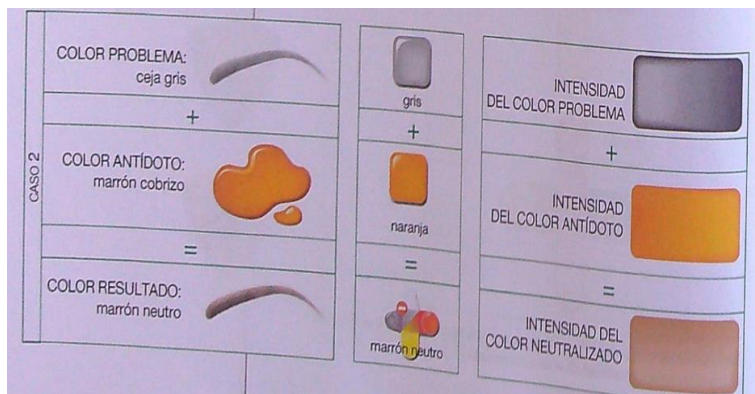 CASO 2
COLOR PROBLEMA:
ceja gris
+
COLOR ANTÍDOTO:
marrón cobrizo
=
COLOR RESULTADO:
marrón neutro
gris
+
naranja
=
marrón neutro
INTENSIDAD
DEL COLOR PROBLEMA
+
INTENSIDAD
DEL COLOR ANTÍDOTO
=
INTENSIDAD DEL
COLOR NEUTRALIZADO